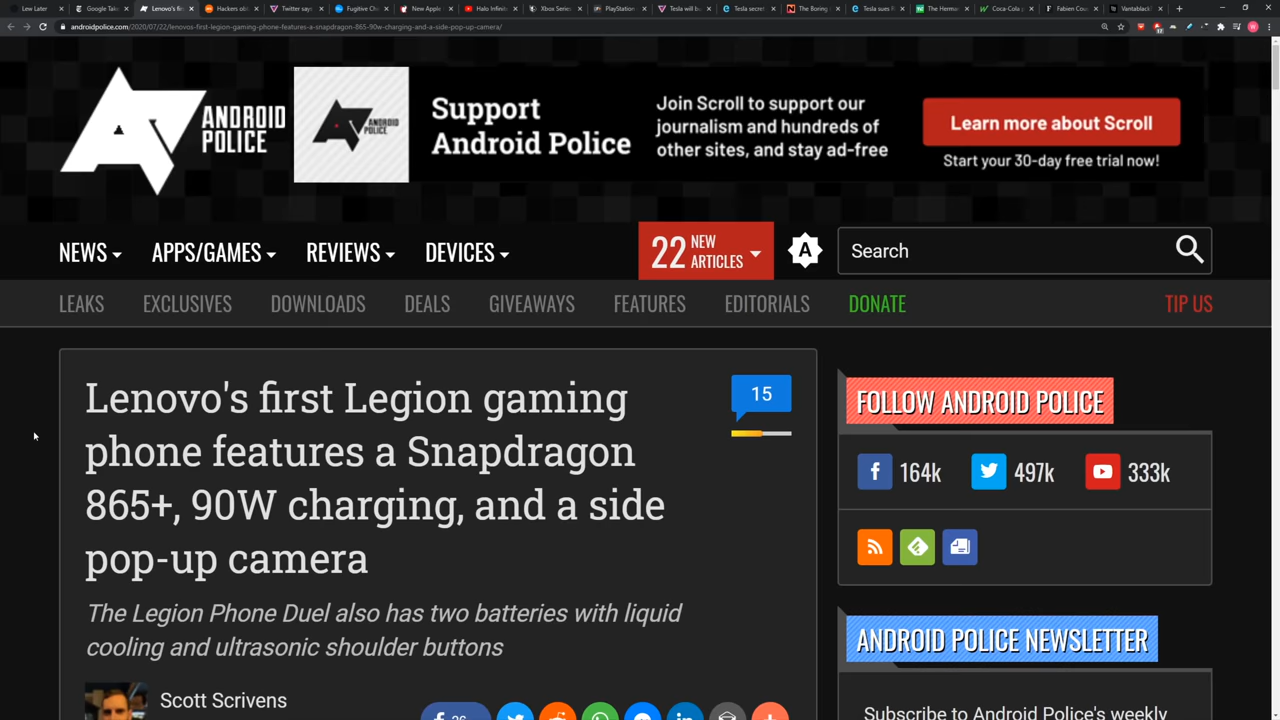 Lew Later
Google Take
Lenovo's first
Hackers obt
Twitter says
Fugitive Ch
New Apple
Halo Infinit
Xbox Series
PlayStation
Tesla will b
Tesla secret
The Boring
Tesla sues R
The Hermu
Coca-Cola
Fabien Cou
Vantablack
androidpolice.com/2020/07/22/lenovos-first-legion-gaming-phone-features-a-snapdragon-865-90w-charging-and-a-side-pop-up-camera/
ANDROID
POLICE
ANDROID
POLICE
Support
Android Police
Join Scroll to support our
journalism and hundreds of
other sites, and stay ad-free
Learn more about Scroll
Start your 30-day free trial now!
NEWS
APPS/GAMES
REVIEWS
DEVICES
22 NEW
ARTICLES
A
Search
LEAKS
EXCLUSIVES
DOWNLOADS
DEALS
GIVEAWAYS
FEATURES
EDITORIALS
DONATE
TIP US
Lenovo's first Legion gaming
phone features a Snapdragon
865+, 90W charging, and a side
pop-up camera
15
The Legion Phone Duel also has two batteries with liquid
cooling and ultrasonic shoulder buttons
Scott Scrivens
FOLLOW ANDROID POLICE
164k
497k
333k
ANDROID POLICE NEWSLETTER
Subscribe to Android Police's weekly